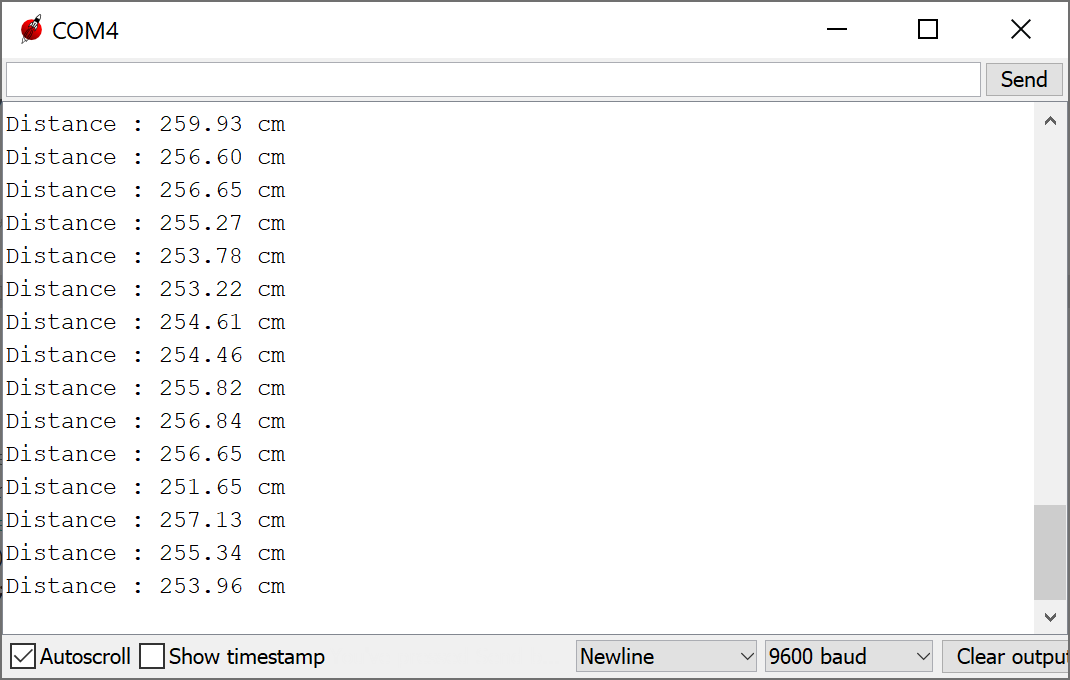 COM4
Send
Distance : 259.93 cm
Distance : 256.60 cm
Distance : 256.65 cm
Distance : 255.27 cm
Distance : 253.78 cm
Distance : 253.22 cm
Distance : 254.61 cm
Distance : 254.46 cm
Distance : 255.82 cm
Distance : 256.84 cm
Distance : 256.65 cm
Distance : 251.65 cm
Distance : 257.13 cm
Distance : 255.34 cm
Distance : 253.96 cm
Autoscroll Show timestamp Newline 9600 baud Clear output